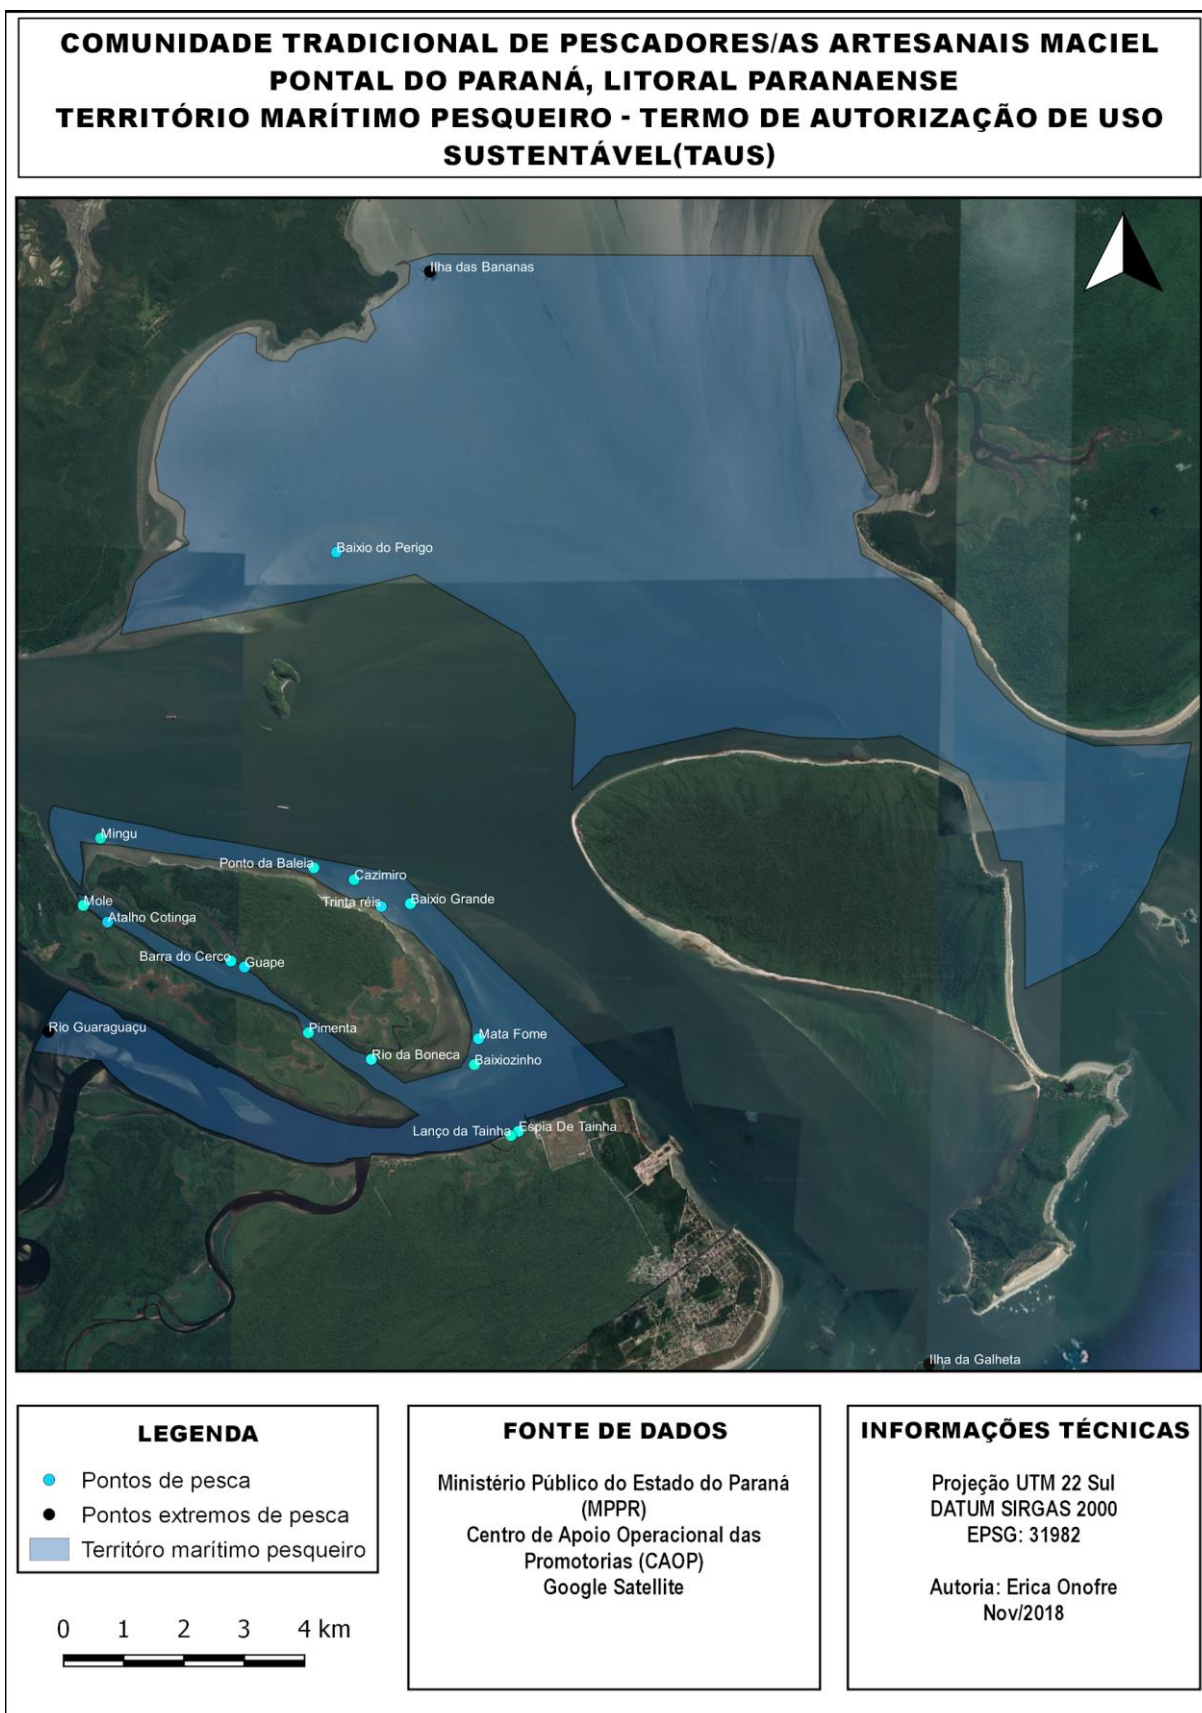 COMUNIDADE TRADICIONAL DE PESCADORES/AS ARTESANAIS MACIEL
PONTAL DO PARANÁ, LITORAL PARANAENSE
TERRITÓRIO MARÍTIMO PESQUEIRO - TERMO DE AUTORIZAÇÃO DE USO
SUSTENTÁVEL(TAUS)
Ilha das Bananas
Baixio do Perigo
Mingu
Ponto da Baleia
Cazimiro
Mole
Trinta réis
Baixio Grande
Atalho Cotinga
Barra do Cerco
Guape
Rio Guaraguaçu
Pimenta
Mata Fome
Rio da Boneca
Baixiozinho
Lanço da Tainha
Espia De Tainha
Ilha da Galheta
LEGENDA
Pontos de pesca
Pontos extremos de pesca
Territóro marítimo pesqueiro
0 1 2 3 4 km
FONTE DE DADOS
Ministério Público do Estado do Paraná
(MPPR)
Centro de Apoio Operacional das
Promotorias (CAOP)
Google Satellite
INFORMAÇÕES TÉCNICAS
Projeção UTM 22 Sul
DATUM SIRGAS 2000
EPSG: 31982
Autoria: Erica Onofre
Nov/2018